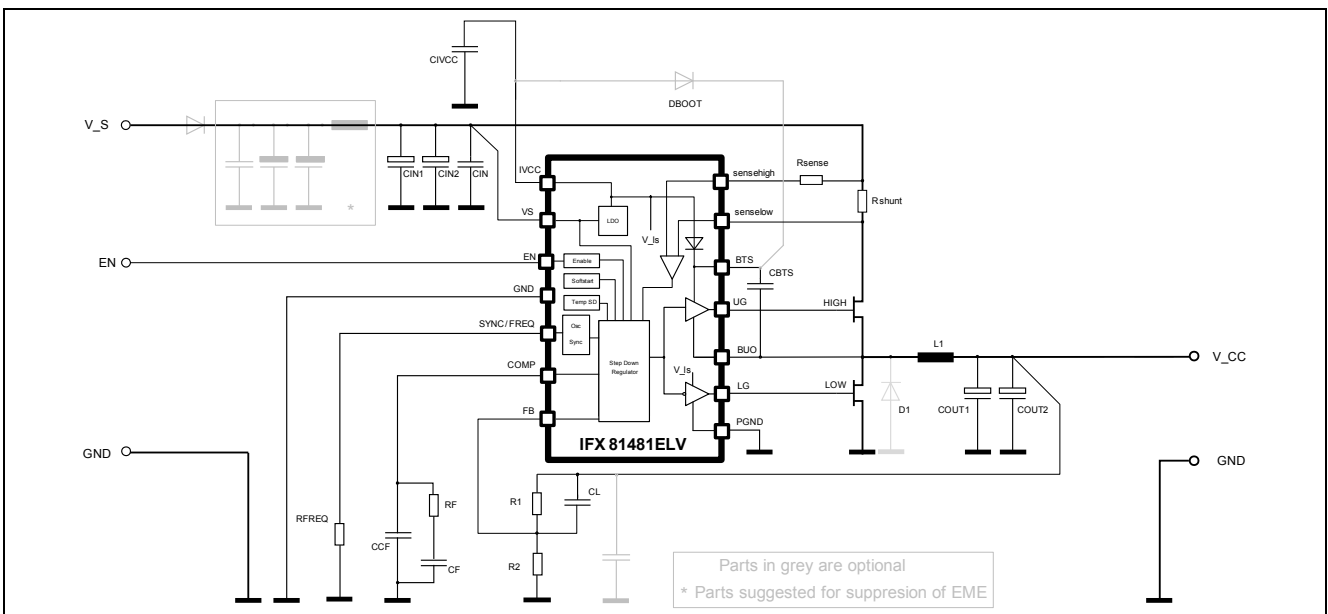 CIVCC
DBOOT
V_S
*
CIN1
CIN2
CIN
IVCC
sensehigh
Rsense
Rshunt
VS
LDO
senselow
V_ls
EN
EN
Enable
BTS
CBTS
Softstart
GND
Temp SD
UG
HIGH
SYNC/FREQ
Osc
Sync
L1
V_CC
Step Down
Regulator
BUO
COMP
V_ls
LG
LOW
D1
COUT1
COUT2
FB
PGND
IFX 81481ELV
GND
GND
R1
CL
RF
RFREQ
CCF
CF
R2
Parts in grey are optional
* Parts suggested for suppresion of EME